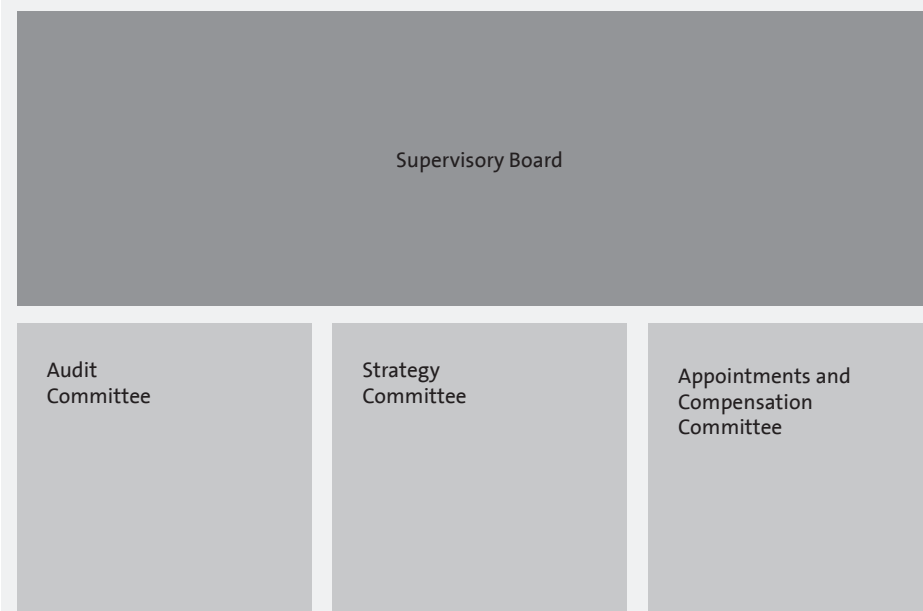 Supervisory Board
Audit
Committee
Strategy
Committee
Appointments and
Compensation
Committee